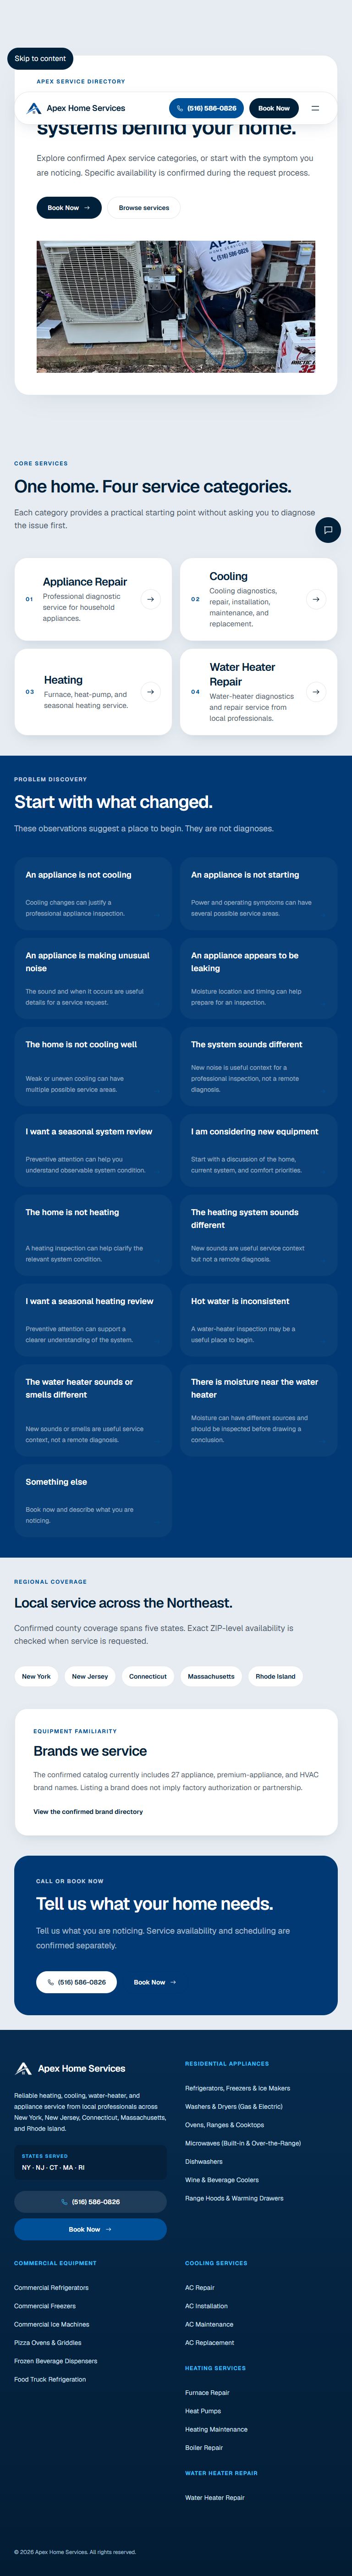 Skip to content
APEX SERVICE DIRECTORY
Apex Home Services
(516) 586-0826
Book Now
systems behind your home.
Explore confirmed Apex service categories, or start with the symptom you
are noticing. Specific availability is confirmed during the request process.
Book Now
Browse services
CORE SERVICES
One home. Four service categories.
Each category provides a practical starting point without asking you to diagnose
the issue first.
01
Appliance Repair
Professional diagnostic
service for household
appliances.
02
Cooling
Cooling diagnostics,
repair, installation,
maintenance, and
replacement.
03
Heating
Furnace, heat-pump, and
seasonal heating service.
04
Water Heater
Repair
Water-heater diagnostics
and repair service from
local professionals.
PROBLEM DISCOVERY
Start with what changed.
These observations suggest a place to begin. They are not diagnoses.
An appliance is not cooling
Cooling changes can justify a
professional appliance inspection.
An appliance is not starting
Power and operating symptoms can have
several possible service areas.
An appliance is making unusual
noise
The sound and when it occurs are useful
details for a service request.
An appliance appears to be
leaking
Moisture location and timing can help
prepare for an inspection.
The home is not cooling well
Weak or uneven cooling can have
multiple possible service areas.
The system sounds different
New noise is useful context for a
professional inspection, not a remote
diagnosis.
I want a seasonal system review
Preventive attention can help you
understand observable system condition.
I am considering new equipment
Start with a discussion of the home,
current system, and comfort priorities.
The home is not heating
A heating inspection can help clarify the
relevant system condition.
The heating system sounds
different
New sounds are useful service context
but not a remote diagnosis.
I want a seasonal heating review
Preventive attention can support a
clearer understanding of the system.
Hot water is inconsistent
A water-heater inspection may be a
useful place to begin.
The water heater sounds or
smells different
New sounds or smells are useful service
context, not a remote diagnosis.
There is moisture near the water
heater
Moisture can have different sources and
should be inspected before drawing a
conclusion.
Something else
Book now and describe what you are
noticing.
REGIONAL COVERAGE
Local service across the Northeast.
Confirmed county coverage spans five states. Exact ZIP-level availability is
checked when service is requested.
New York
New Jersey
Connecticut
Massachusetts
Rhode Island
EQUIPMENT FAMILIARITY
Brands we service
The confirmed catalog currently includes 27 appliance, premium-appliance, and HVAC
brand names. Listing a brand does not imply factory authorization or partnership.
View the confirmed brand directory
CALL OR BOOK NOW
Tell us what your home needs.
Tell us what you are noticing. Service availability and scheduling are
confirmed separately.
(516) 586-0826
Book Now
Apex Home Services
Reliable heating, cooling, water-heater, and
appliance service from local professionals across
New York, New Jersey, Connecticut, Massachusetts,
and Rhode Island.
STATES SERVED
NY · NJ · CT · MA · RI
(516) 586-0826
Book Now
RESIDENTIAL APPLIANCES
Refrigerators, Freezers & Ice Makers
Washers & Dryers (Gas & Electric)
Ovens, Ranges & Cooktops
Microwaves (Built-in & Over-the-Range)
Dishwashers
Wine & Beverage Coolers
Range Hoods & Warming Drawers
COMMERCIAL EQUIPMENT
Commercial Refrigerators
Commercial Freezers
Commercial Ice Machines
Pizza Ovens & Griddles
Frozen Beverage Dispensers
Food Truck Refrigeration
COOLING SERVICES
AC Repair
AC Installation
AC Maintenance
AC Replacement
HEATING SERVICES
Furnace Repair
Heat Pumps
Heating Maintenance
Boiler Repair
WATER HEATER REPAIR
Water Heater Repair
© 2026 Apex Home Services. All rights reserved.